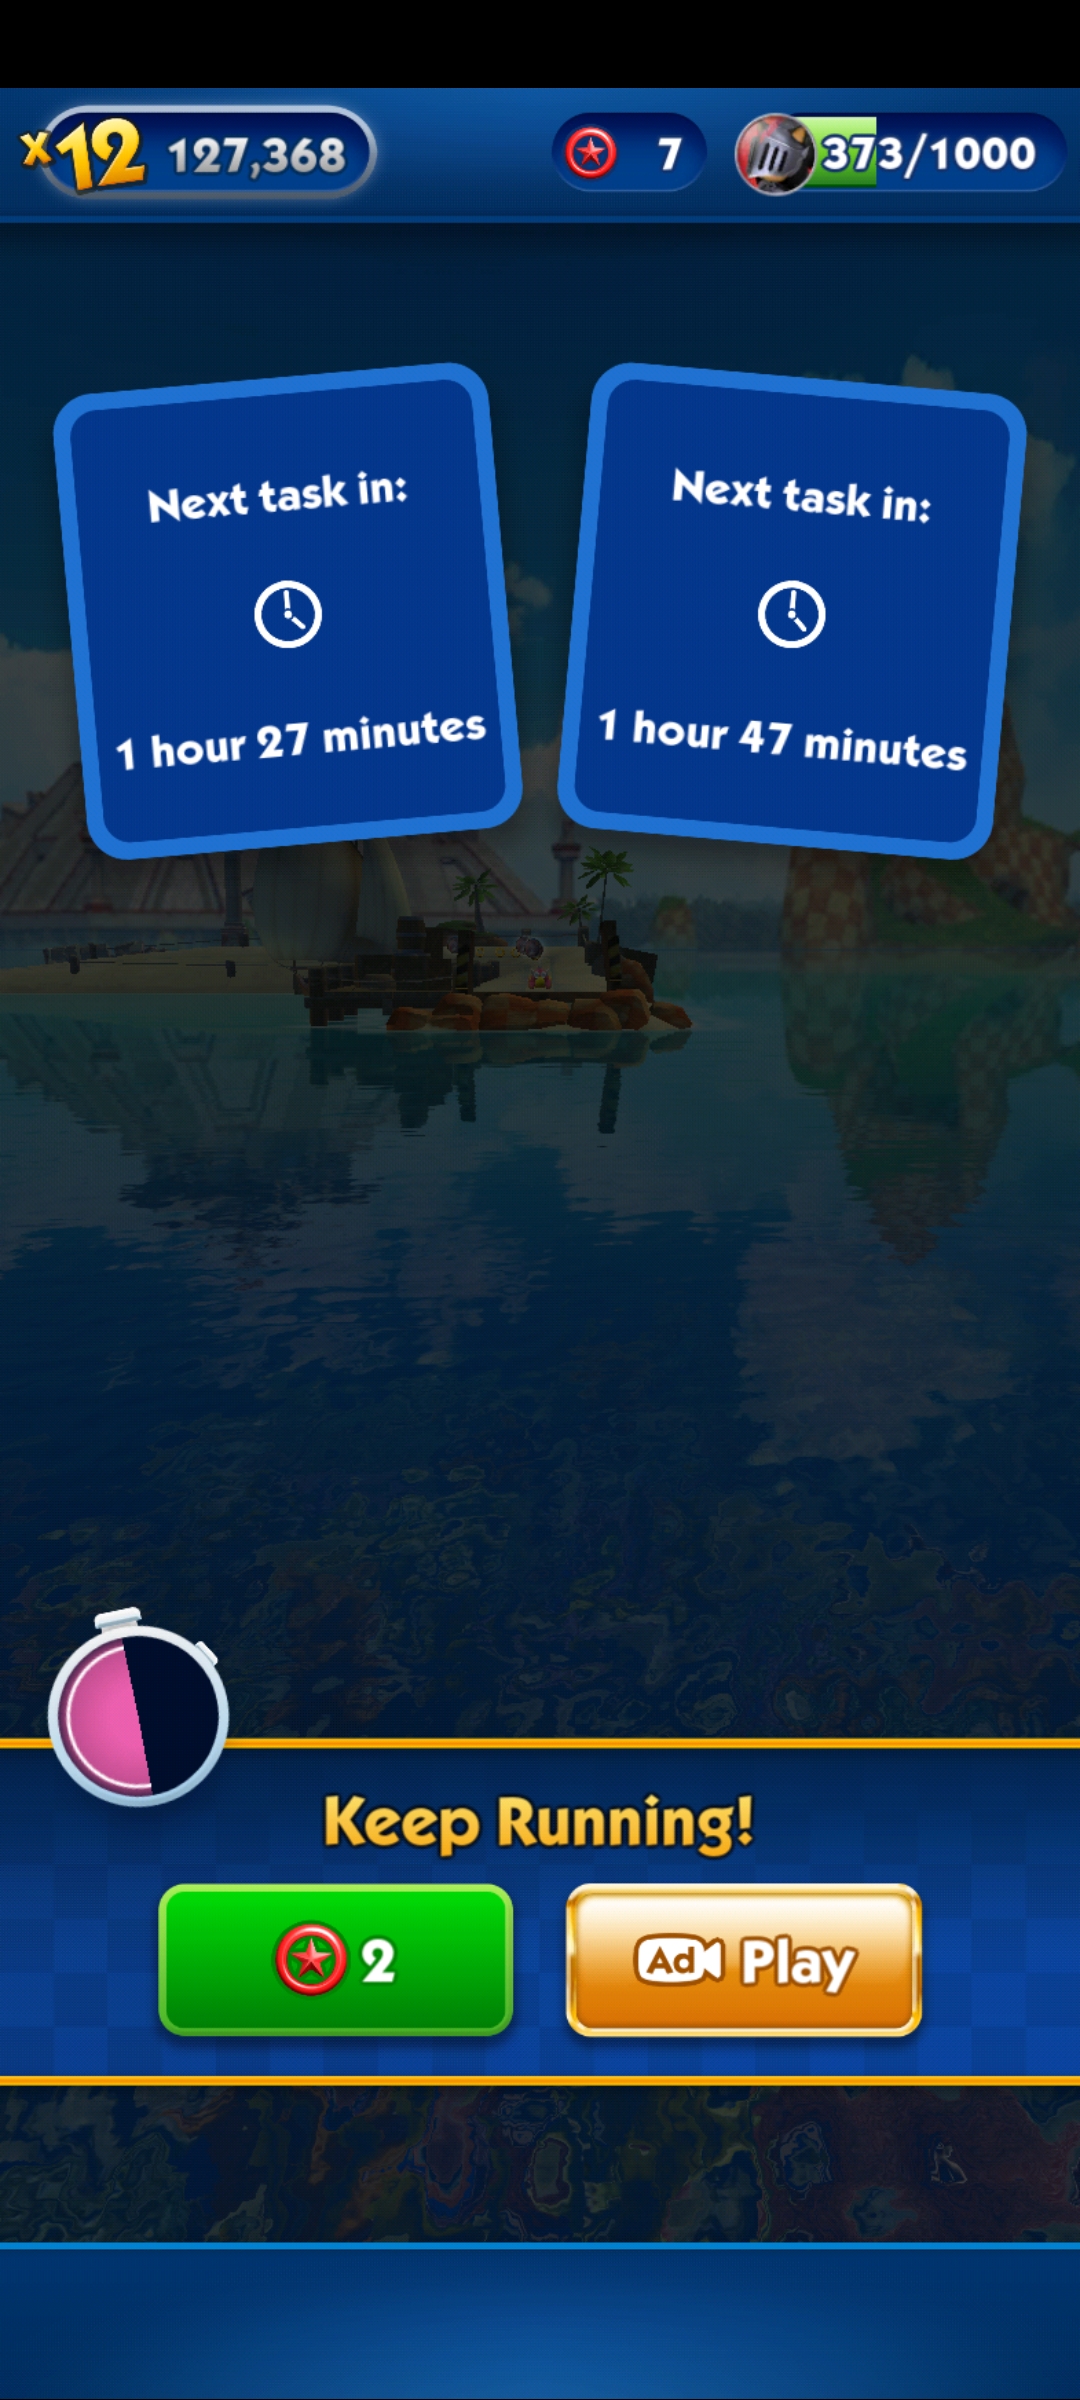 x12 127,368
7
373/1000
Next task in:
1 hour 27 minutes
Next task in:
1 hour 47 minutes
Keep Running!
2
Ad Play